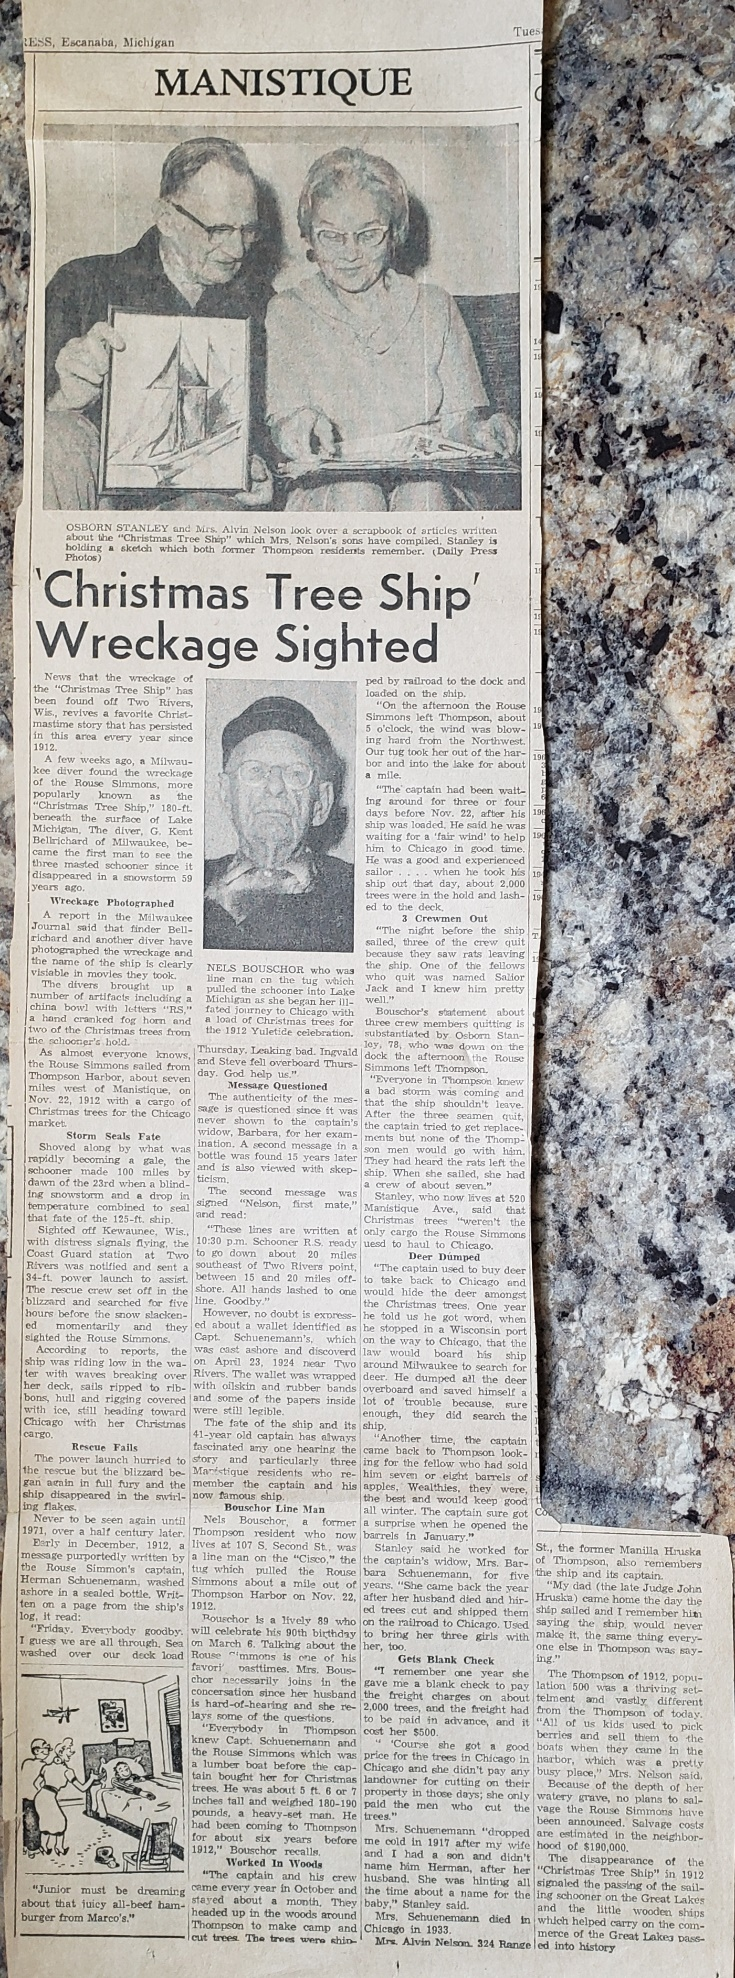 RESS, Escanaba, Michigan
Tues
MANISTIQUE
OSBORN STANLEY and Mrs. Alvin Nelson look over a scrapbook of articles written
about the "Christmas Tree Ship" which Mrs. Nelson's sons have compiled. Stanley is
holding a sketch which both former Thompson residents remember. (Daily Press
Photos)
'Christmas Tree Ship'
Wreckage Sighted
News that the wreckage of
the "Christmas Tree Ship" has
been found off Two Rivers,
Wis., revives a favorite Christ-
mastime story that has persisted
in this area every year since
1912.
A few weeks ago, a Milwau-
kee diver found the wreckage
of the Rouse Simmons, more
popularly known as the
"Christmas Tree Ship," 180-ft.
beneath the surface of Lake
Michigan. The diver, G. Kent
Bellrichard of Milwaukee, be-
came the first man to see the
three masted schooner since it
disappeared in a snowstorm 59
years ago.
Wreckage Photographed
A report in the Milwaukee
Journal said that finder Bell-
richard and another diver have
photographed the wreckage and
the name of the ship is clearly
visiable in movies they took.
The divers brought up a
number of artifacts including a
china bowl with letters "RS,"
a hand cranked fog horn and
two of the Christmas trees from
the schooner's hold.
As almost everyone knows,
the Rouse Simmons sailed from
Thompson Harbor, about seven
miles west of Manistique, on
Nov. 22, 1912 with a cargo of
Christmas trees for the Chicago
market.
Storm Seals Fate
Shoved along by what was
rapidly becoming a gale, the
schooner made 100 miles by
dawn of the 23rd when a blind-
ing snowstorm and a drop in
temperature combined to seal
that fate of the 125-ft. ship.
Sighted off Kewaunee, Wis.,
with distress signals flying, the
Coast Guard station at Two
Rivers was notified and sent a
34-ft. power launch to assist.
The rescue crew set off in the
blizzard and searched for five
hours before the snow slacken-
ed momentarily and they
sighted the Rouse Simmons.
According to reports, the
ship was riding low in the wa-
ter with waves breaking over
her deck, sails ripped to rib-
bons, hull and rigging covered
with ice, still heading toward
Chicago with her Christmas
cargo.
Rescue Fails
The power launch hurried to
the rescue but the blizzard be-
gan again in full fury and the
ship disappeared in the swirl-
ing flakes.
Never to be seen again until
1971, over a half century later.
Early in December, 1912, a
message purportedly written by
the Rouse Simmon's captain,
Herman Schuenemann, washed
ashore in a sealed bottle. Writ-
ten on a page from the ship's
log, it read:
"Friday. Everybody goodby.
I guess we are all through. Sea
washed over our deck load
"Junior must be dreaming
about that juicy all-beef ham-
burger from Marco's."
NELS BOUSCHOR who was
line man on the tug which
pulled the schooner into Lake
Michigan as she began her ill-
fated journey to Chicago with
a load of Christmas trees for
the 1912 Yuletide celebration.
Thursday. Leaking bad. Ingvald
and Steve fell overboard Thurs-
day. God help us."
Message Questioned
The authenticity of the mes-
sage is questioned since it was
never shown to the captain's
widow, Barbara, for her exam-
ination. A second message in a
bottle was found 15 years later
and is also viewed with skep-
ticism.
The second message was
signed "Nelson, first mate,"
and read:
"These lines are written at
10:30 p.m. Schooner R.S. ready
to go down about 20 miles
southeast of Two Rivers point,
between 15 and 20 miles off-
shore. All hands lashed to one
line. Goodby."
However, no doubt is express-
ed about a wallet identified as
Capt. Schuenemann's, which
was cast ashore and discoverd
on April 23, 1924 near Two
Rivers. The wallet was wrapped
with oilskin and rubber bands
and some of the papers inside
were still legible.
The fate of the ship and its
41-year old captain has always
fascinated any one hearing the
story and particularly three
Manistique residents who re-
member the captain and his
now famous ship.
Bouschor Line Man
Nels Bouschor, a former
Thompson resident who now
lives at 107 S. Second St., was
a line man on the "Cisco," the
tug which pulled the Rouse
Simmons about a mile out of
Thompson Harbor on Nov. 22,
1912.
Bouschor is a lively 89 who
will celebrate his 90th birthday
on March 6. Talking about the
Rouse Simmons is one of his
favori' pasttimes. Mrs. Bous-
chor necessarily joins in the
conversation since her husband
is hard-of-hearing and she re-
lays some of the questions.
"Everybody in Thompson
knew Capt. Schuenemann and
the Rouse Simmons which was
a lumber boat before the cap-
tain bought her for Christmas
trees. He was about 5 ft. 6 or 7
inches tall and weighed 180-190
pounds, a heavy-set man. He
had been coming to Thompson
for about six years before
1912," Bouschor recalls.
Worked In Woods
"The captain and his crew
came every year in October and
stayed about a month. They
headed up in the woods around
Thompson to make camp and
cut trees. The trees were ship-
ped by railroad to the dock and
loaded on the ship.
"On the afternoon the Rouse
Simmons left Thompson, about
5 o'clock, the wind was blow-
ing hard from the Northwest.
Our tug took her out of the har-
bor and into the lake for about
a mile.
"The captain had been wait-
ing around for three or four
days before Nov. 22, after his
ship was loaded. He said he was
waiting for a 'fair wind' to help
him to Chicago in good time.
He was a good and experienced
sailor . . . . when he took his
ship out that day, about 2,000
trees were in the hold and lash-
ed to the deck.
3 Crewmen Out
"The night before the ship
sailed, three of the crew quit
because they saw rats leaving
the ship. One of the fellows
who quit was named Salior
Jack and I knew him pretty
well."
Bouschor's statement about
three crew members quitting is
substantiated by Osborn Stan-
ley, 78, who was down on the
dock the afternoon the Rouse
Simmons left Thompson.
"Everyone in Thompson knew
a bad storm was coming and
that the ship shouldn't leave.
After the three seamen quit,
the captain tried to get replace-
ments but none of the Thomp-
son men would go with him.
They had heard the rats left the
ship. When she sailed, she had
a crew of about seven."
Stanley, who now lives at 520
Manistique Ave., said that
Christmas trees "weren't the
only cargo the Rouse Simmons
uesd to haul to Chicago.
Deer Dumped
"The captain used to buy deer
to take back to Chicago and
would hide the deer amongst
the Christmas trees. One year
he told us he got word, when
he stopped in a Wisconsin port
on the way to Chicago, that the
law would board his ship
around Milwaukee to search for
deer. He dumped all the deer
overboard and saved himself a
lot of trouble because, sure
enough, they did search the
ship.
"Another time, the captain
came back to Thompson look-
ing for the fellow who had sold
him seven or eight barrels of
apples. Wealthies, they were,
the best and would keep good
all winter. The captain sure got
a surprise when he opened the
barrels in January."
Stanley said he worked for
the captain's widow, Mrs. Bar-
bara Schuenemann, for five
years. "She came back the year
after her husband died and hir-
ed trees cut and shipped them
on the railroad to Chicago. Used
to bring her three girls with
her, too.
Gets Blank Check
"I remember one year she
gave me a blank check to pay
the freight charges on about
2,000 trees, and the freight had
to be paid in advance, and it
cost her $500.
" 'Course she got a good
price for the trees in Chicago in
Chicago and she didn't pay any
landowner for cutting on their
property in those days; she only
paid the men who cut the
trees."
Mrs. Schuenemann "dropped
me cold in 1917 after my wife
and I had a son and didn't
name him Herman, after her
husband. She was hinting all
the time about a name for the
baby," Stanley said.
Mrs. Schuenemann died in
Chicago in 1933.
Mrs. Alvin Nelson, 324 Range
St., the former Manilla Hruska
of Thompson, also remembers
the ship and its captain.
"My dad (the late Judge John
Hruska) came home the day the
ship sailed and I remember him
saying the ship would never
make it, the same thing every-
one else in Thompson was say-
ing."
The Thompson of 1912, popu-
lation 500 was a thriving set-
telment and vastly different
from the Thompson of today.
"All of us kids used to pick
berries and sell them to the
boats when they came in the
harbor, which was a pretty
busy place," Mrs. Nelson said.
Because of the depth of her
watery grave, no plans to sal-
vage the Rouse Simmons have
been announced. Salvage costs
are estimated in the neighbor-
hood of $190,000.
The disappearance of the
"Christmas Tree Ship" in 1912
signaled the passing of the sail-
ing schooner on the Great Lakes
and the little wooden ships
which helped carry on the com-
merce of the Great Lakes pass-
ed into history